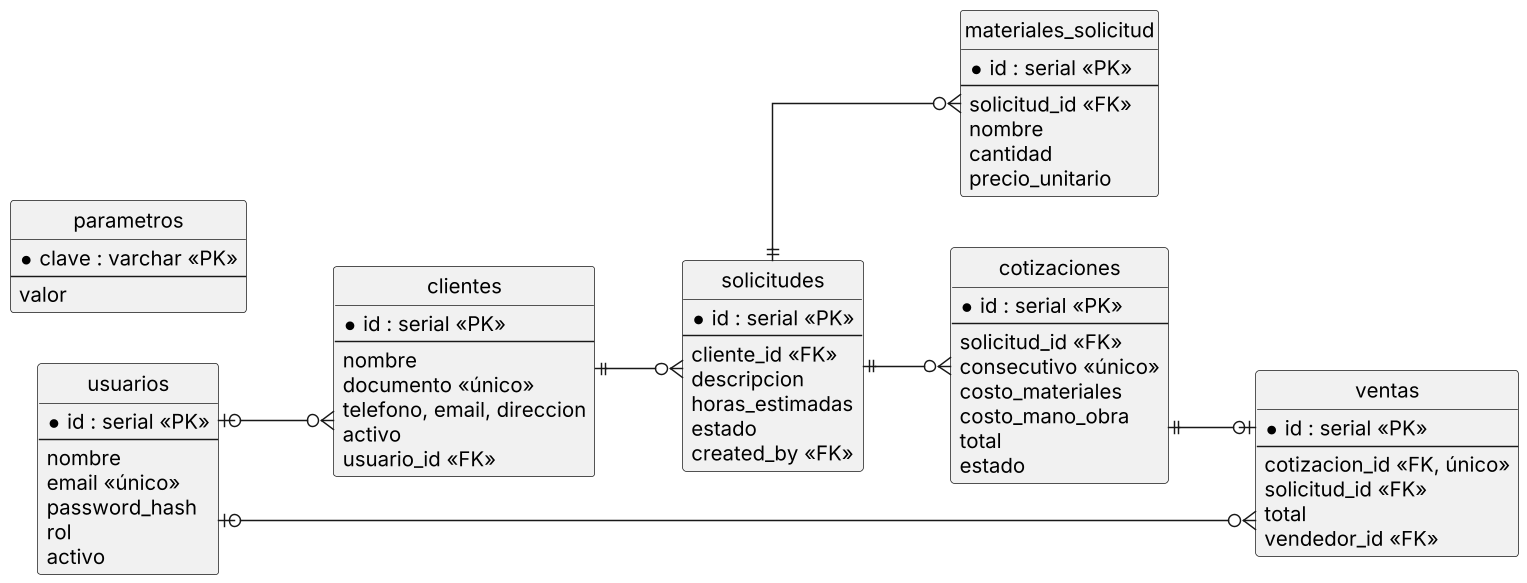 materiales_solicitud
id : serial «PK»
solicitud_id «FK»
nombre
cantidad
precio_unitario
parametros
clave : varchar «PK»
valor
clientes
id : serial «PK»
nombre
documento «único»
telefono, email, direccion
activo
usuario_id «FK»
solicitudes
id : serial «PK»
cliente_id «FK»
descripcion
horas_estimadas
estado
created_by «FK»
cotizaciones
id : serial «PK»
solicitud_id «FK»
consecutivo «único»
costo_materiales
costo_mano_obra
total
estado
usuarios
id : serial «PK»
nombre
email «único»
password_hash
rol
activo
ventas
id : serial «PK»
cotizacion_id «FK, único»
solicitud_id «FK»
total
vendedor_id «FK»